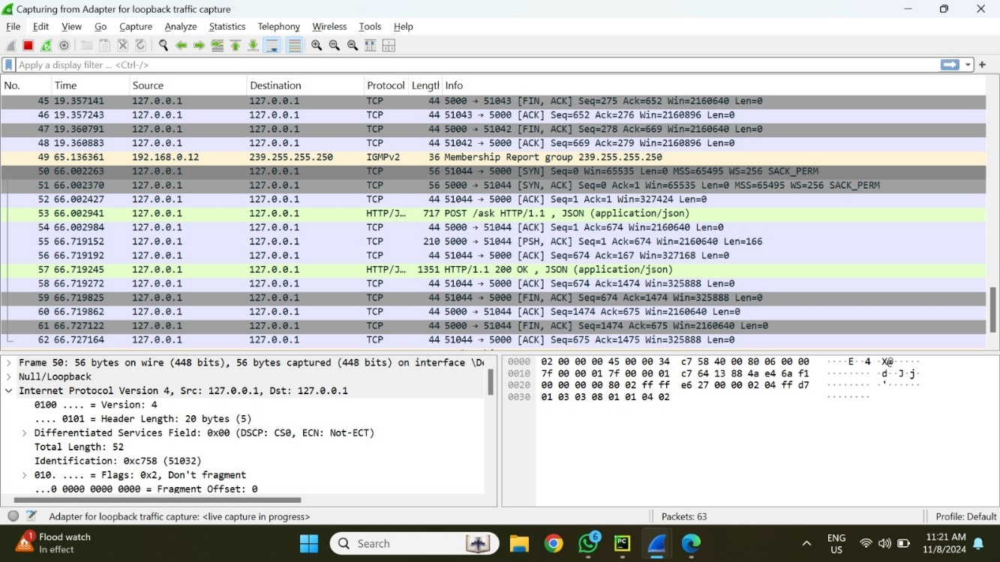 Capturing from Adapter for loopback traffic capture
File Edit View Go Capture Analyze Statistics Telephony Wireless Tools Help
Apply a display filter ... <Ctrl-/>
No. Time Source Destination Protocol Length Info
45 19.357141 127.0.0.1 127.0.0.1 TCP 44 5000 → 51043 [FIN, ACK] Seq=275 Ack=652 Win=2160640 Len=0
46 19.357243 127.0.0.1 127.0.0.1 TCP 44 51043 → 5000 [ACK] Seq=652 Ack=276 Win=2160896 Len=0
47 19.360791 127.0.0.1 127.0.0.1 TCP 44 5000 → 51042 [FIN, ACK] Seq=278 Ack=669 Win=2160640 Len=0
48 19.360883 127.0.0.1 127.0.0.1 TCP 44 51042 → 5000 [ACK] Seq=669 Ack=279 Win=2160896 Len=0
49 65.136361 192.168.0.12 239.255.255.250 IGMPv2 36 Membership Report group 239.255.255.250
50 66.002263 127.0.0.1 127.0.0.1 TCP 56 51044 → 5000 [SYN] Seq=0 Win=65535 Len=0 MSS=65495 WS=256 SACK_PERM
51 66.002370 127.0.0.1 127.0.0.1 TCP 56 5000 → 51044 [SYN, ACK] Seq=0 Ack=1 Win=65535 Len=0 MSS=65495 WS=256 SACK_PERM
52 66.002427 127.0.0.1 127.0.0.1 TCP 44 51044 → 5000 [ACK] Seq=1 Ack=1 Win=327424 Len=0
53 66.002941 127.0.0.1 127.0.0.1 HTTP/J... 717 POST /ask HTTP/1.1 , JSON (application/json)
54 66.002984 127.0.0.1 127.0.0.1 TCP 44 5000 → 51044 [ACK] Seq=1 Ack=674 Win=2160640 Len=0
55 66.719152 127.0.0.1 127.0.0.1 TCP 210 5000 → 51044 [PSH, ACK] Seq=1 Ack=674 Win=2160640 Len=166
56 66.719192 127.0.0.1 127.0.0.1 TCP 44 51044 → 5000 [ACK] Seq=674 Ack=167 Win=327168 Len=0
57 66.719245 127.0.0.1 127.0.0.1 HTTP/J... 1351 HTTP/1.1 200 OK , JSON (application/json)
58 66.719272 127.0.0.1 127.0.0.1 TCP 44 51044 → 5000 [ACK] Seq=674 Ack=1474 Win=325888 Len=0
59 66.719825 127.0.0.1 127.0.0.1 TCP 44 51044 → 5000 [FIN, ACK] Seq=674 Ack=1474 Win=325888 Len=0
60 66.719862 127.0.0.1 127.0.0.1 TCP 44 5000 → 51044 [ACK] Seq=1474 Ack=675 Win=2160640 Len=0
61 66.727122 127.0.0.1 127.0.0.1 TCP 44 5000 → 51044 [FIN, ACK] Seq=1474 Ack=675 Win=2160640 Len=0
62 66.727164 127.0.0.1 127.0.0.1 TCP 44 51044 → 5000 [ACK] Seq=675 Ack=1475 Win=325888 Len=0
Frame 50: 56 bytes on wire (448 bits), 56 bytes captured (448 bits) on interface \De
Null/Loopback
Internet Protocol Version 4, Src: 127.0.0.1, Dst: 127.0.0.1
0100 .... = Version: 4
.... 0101 = Header Length: 20 bytes (5)
Differentiated Services Field: 0x00 (DSCP: CS0, ECN: Not-ECT)
Total Length: 52
Identification: 0xc758 (51032)
010. .... = Flags: 0x2, Don't fragment
...0 0000 0000 0000 = Fragment Offset: 0
0000 02 00 00 00 45 00 00 34 c7 58 40 00 80 06 00 00 ····E··4 ·X@·····
0010 7f 00 00 01 7f 00 00 01 c7 64 13 88 4a e4 6a f1 ········ ·d··J·j·
0020 00 00 00 00 80 02 ff ff e6 27 00 00 02 04 ff d7 ········ ·'······
0030 01 03 03 08 01 01 04 02 ········
Adapter for loopback traffic capture: <live capture in progress>
Packets: 63
Profile: Default
1
Flood watch
In effect
Search
6
PC
ENG
US
11:21 AM
11/8/2024